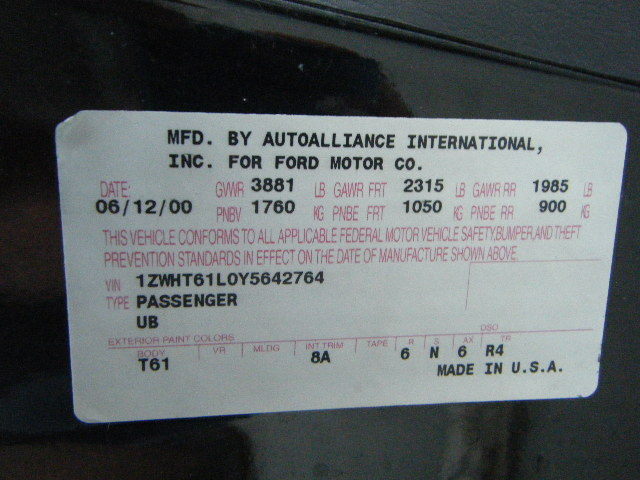 MFD. BY AUTOALLIANCE INTERNATIONAL,
INC. FOR FORD MOTOR CO.
DATE: GVWR 3881 LB GAWR FRT 2315 LB GAWR RR 1985 LB
06/12/00 PNBV 1760 KG PNBE FRT 1050 KG PNBE RR 900 KG
THIS VEHICLE CONFORMS TO ALL APPLICABLE FEDERAL MOTOR VEHICLE SAFETY, BUMPER, AND THEFT
PREVENTION STANDARDS IN EFFECT ON THE DATE OF MANUFACTURE SHOWN ABOVE.
VIN 1ZWHT61L0Y5642764
TYPE PASSENGER
UB
EXTERIOR PAINT COLORS DSO
BODY VR MLDG INT TRIM TAPE R S AX TR
T61 8A 6 N 6 R4
MADE IN U.S.A.